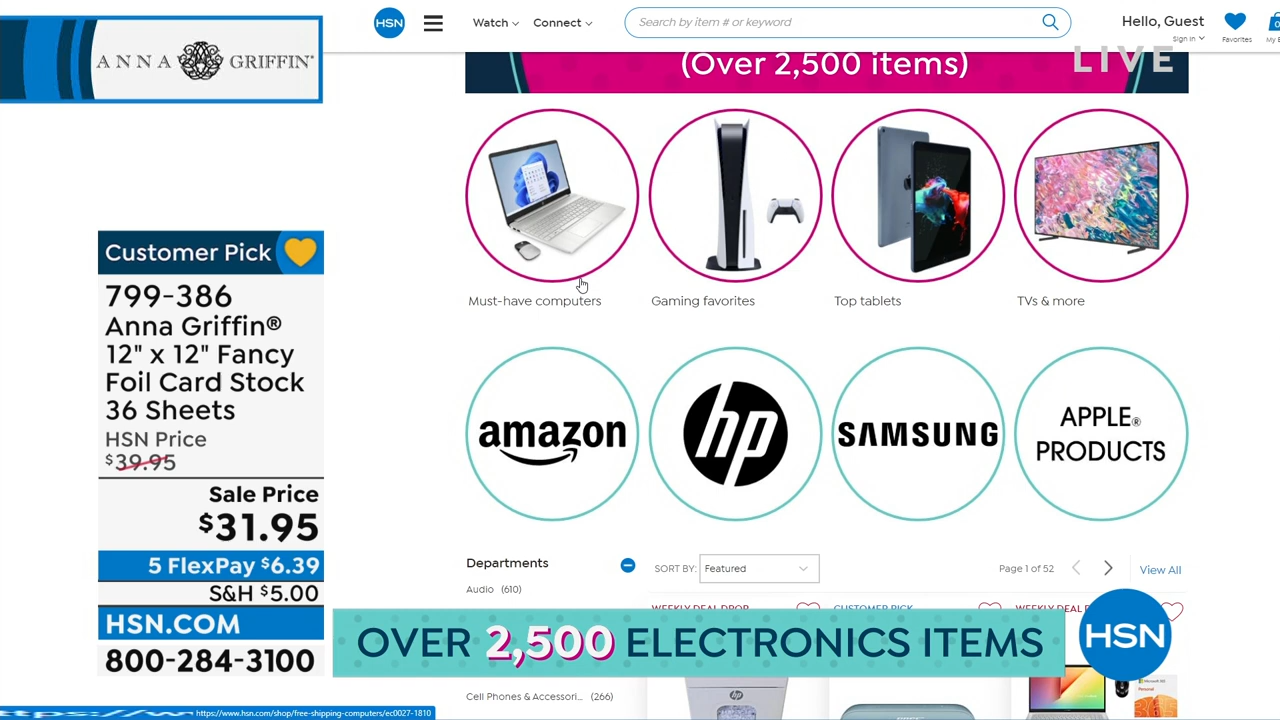 ANNA GRIFFIN®
HSN
Watch
Connect
Search by item # or keyword
Hello, Guest
Sign In
Favorites
(Over 2,500 items)
LIVE
Must-have computers
Gaming favorites
Top tablets
TVs & more
Customer Pick
799-386
Anna Griffin®
12" x 12" Fancy
Foil Card Stock
36 Sheets
HSN Price
$39.95
Sale Price
$31.95
5 FlexPay $6.39
S&H $5.00
HSN.COM
800-284-3100
amazon
hp
SAMSUNG
APPLE®
PRODUCTS
Departments
Audio (610)
SORT BY: Featured
Page 1 of 52
View All
CUSTOMER PICK
OVER 2,500 ELECTRONICS ITEMS
HSN
Cell Phones & Accessori... (266)
hp
https://www.hsn.com/shop/free-shipping-computers/ec0027-1810